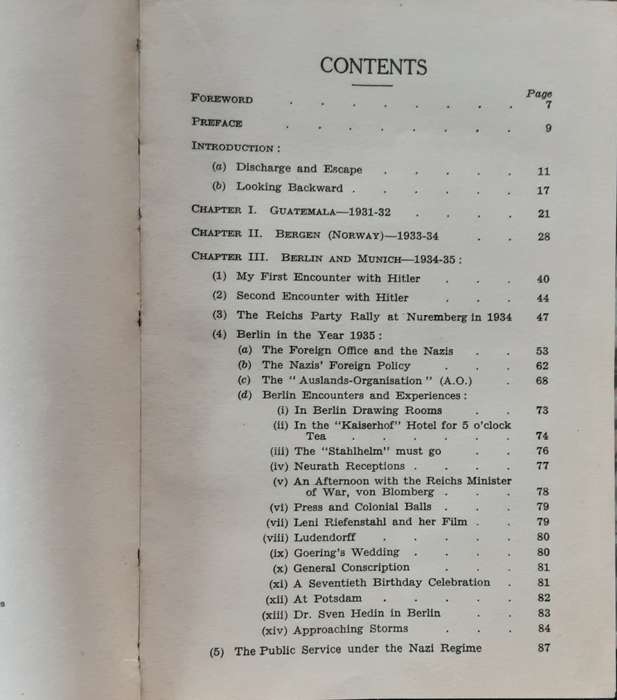 CONTENTS
Page
FOREWORD . . . . . . . . 7
PREFACE . . . . . . . . 9
INTRODUCTION :
(a) Discharge and Escape . . . . . 11
(b) Looking Backward . . . . . . 17
CHAPTER I. GUATEMALA—1931-32 . . . . 21
CHAPTER II. BERGEN (NORWAY)—1933-34 . . 28
CHAPTER III. BERLIN AND MUNICH—1934-35 :
(1) My First Encounter with Hitler . . . 40
(2) Second Encounter with Hitler . . . 44
(3) The Reichs Party Rally at Nuremberg in 1934 47
(4) Berlin in the Year 1935 :
(a) The Foreign Office and the Nazis . . 53
(b) The Nazis' Foreign Policy . . . 62
(c) The "Auslands-Organisation" (A.O.) . 68
(d) Berlin Encounters and Experiences :
(i) In Berlin Drawing Rooms . . 73
(ii) In the "Kaiserhof" Hotel for 5 o'clock
Tea . . . . . . 74
(iii) The "Stahlhelm" must go . . 76
(iv) Neurath Receptions . . . . 77
(v) An Afternoon with the Reichs Minister
of War, von Blomberg . . . 78
(vi) Press and Colonial Balls . . . 79
(vii) Leni Riefenstahl and her Film . . 79
(viii) Ludendorff . . . . . 80
(ix) Goering's Wedding . . . . 80
(x) General Conscription . . . 81
(xi) A Seventieth Birthday Celebration . 81
(xii) At Potsdam . . . . . 82
(xiii) Dr. Sven Hedin in Berlin . . 83
(xiv) Approaching Storms . . . 84
(5) The Public Service under the Nazi Regime 87